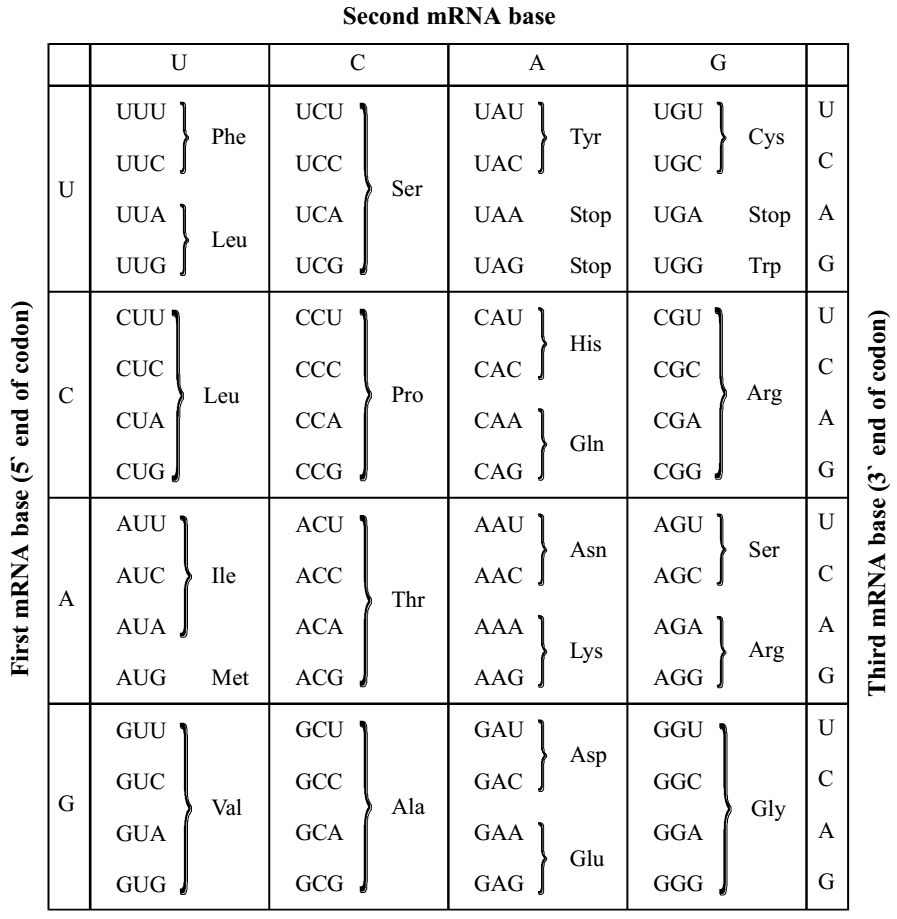 Second mRNA base
U C A G
UUU UCU UAU UGU U
Phe Tyr Cys
UUC UCC UAC UGC C
U Ser
UUA UCA UAA Stop UGA Stop A
Leu
UUG UCG UAG Stop UGG Trp G
CUU CCU CAU CGU U
His
CUC CCC CAC CGC C
C Leu Pro Arg
CUA CCA CAA CGA A
Gln
CUG CCG CAG CGG G
AUU ACU AAU AGU U
Asn Ser
AUC Ile ACC AAC AGC C
A Thr
AUA ACA AAA AGA A
Lys Arg
AUG Met ACG AAG AGG G
GUU GCU GAU GGU U
Asp
GUC GCC GAC GGC C
G Val Ala Gly
GUA GCA GAA GGA A
Glu
GUG GCG GAG GGG G
First mRNA base (5` end of codon)
Third mRNA base (3` end of codon)